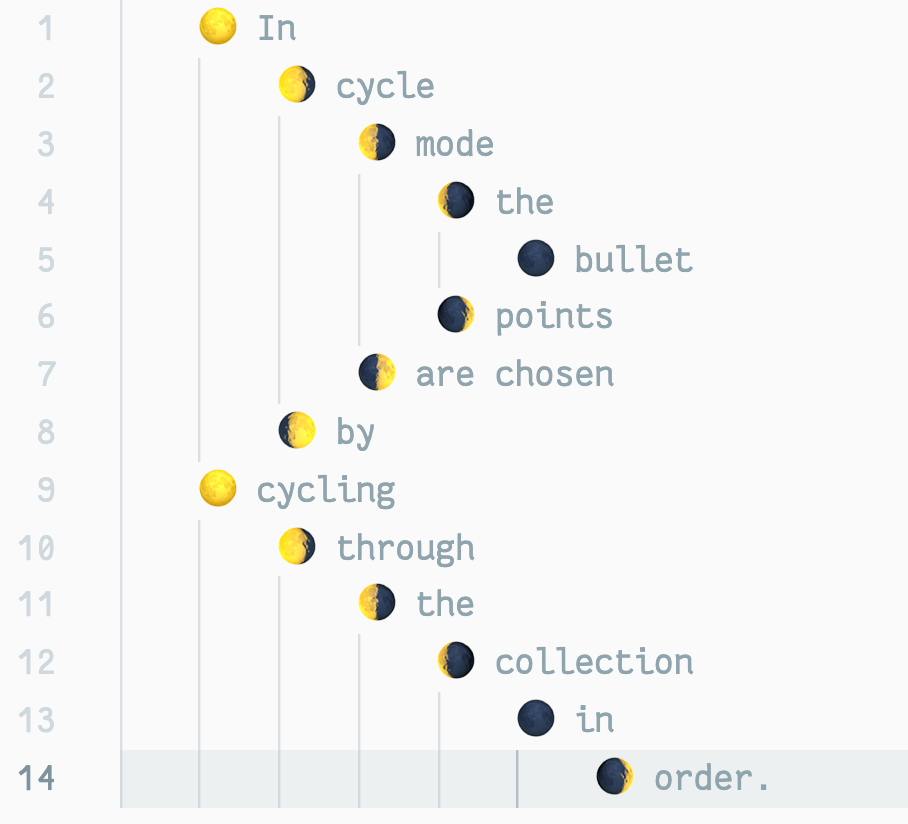 1 🌕 In
2 🌖 cycle
3 🌗 mode
4 🌘 the
5 🌑 bullet
6 🌒 points
7 🌓 are chosen
8 🌔 by
9 🌕 cycling
10 🌖 through
11 🌗 the
12 🌘 collection
13 🌑 in
14 🌒 order.